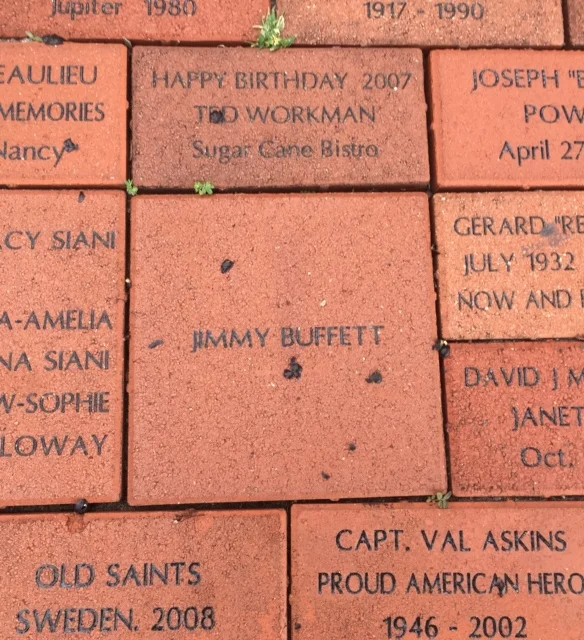 Jupiter 1980
1917 - 1990
EAULIEU
MEMORIES
Nancy
HAPPY BIRTHDAY 2007
TED WORKMAN
Sugar Cane Bistro
JOSEPH "B
POW
April 27
CY SIANI
A-AMELIA
NA SIANI
W-SOPHIE
LOWAY
JIMMY BUFFETT
GERARD "RE
JULY 1932
NOW AND
DAVID J M
JANET
Oct.
OLD SAINTS
SWEDEN. 2008
CAPT. VAL ASKINS
PROUD AMERICAN HERO
1946 - 2002